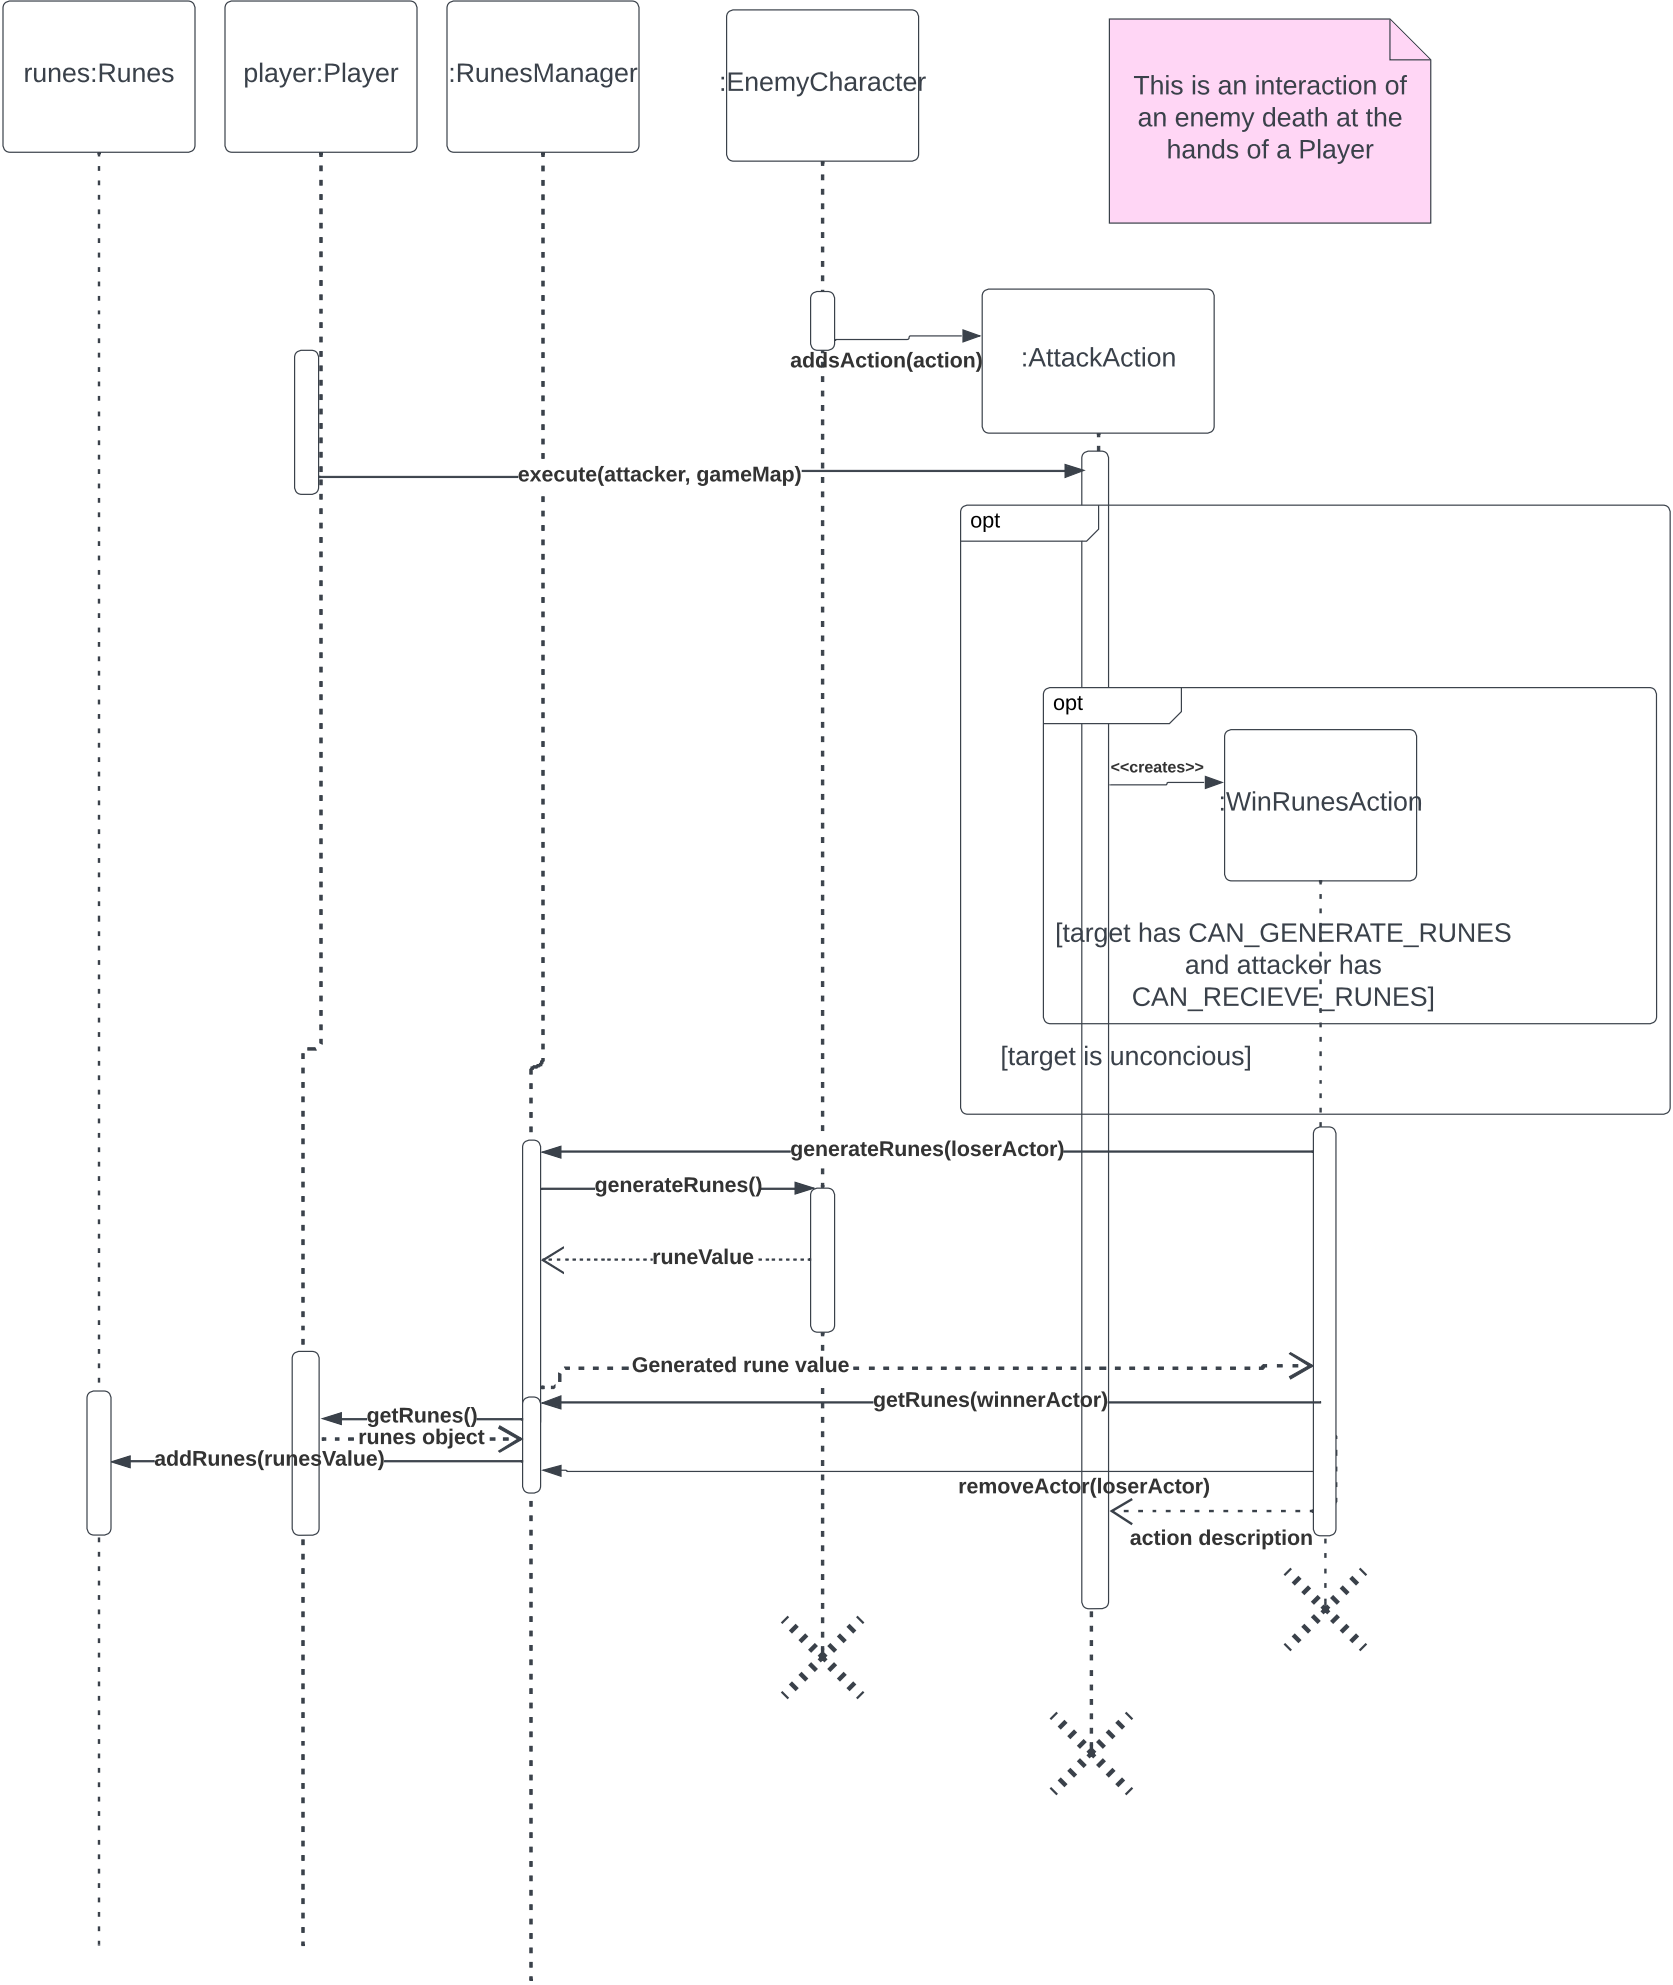 runes:Runes
player:Player
:RunesManager
:EnemyCharacter
This is an interaction of
an enemy death at the
hands of a Player
:AttackAction
addsAction(action)
execute(attacker, gameMap)
opt
opt
<<creates>>
:WinRunesAction
[target has CAN_GENERATE_RUNES
and attacker has
CAN_RECIEVE_RUNES]
[target is unconcious]
generateRunes(loserActor)
generateRunes()
runeValue
Generated rune value
getRunes(winnerActor)
getRunes()
runes object
addRunes(runesValue)
removeActor(loserActor)
action description